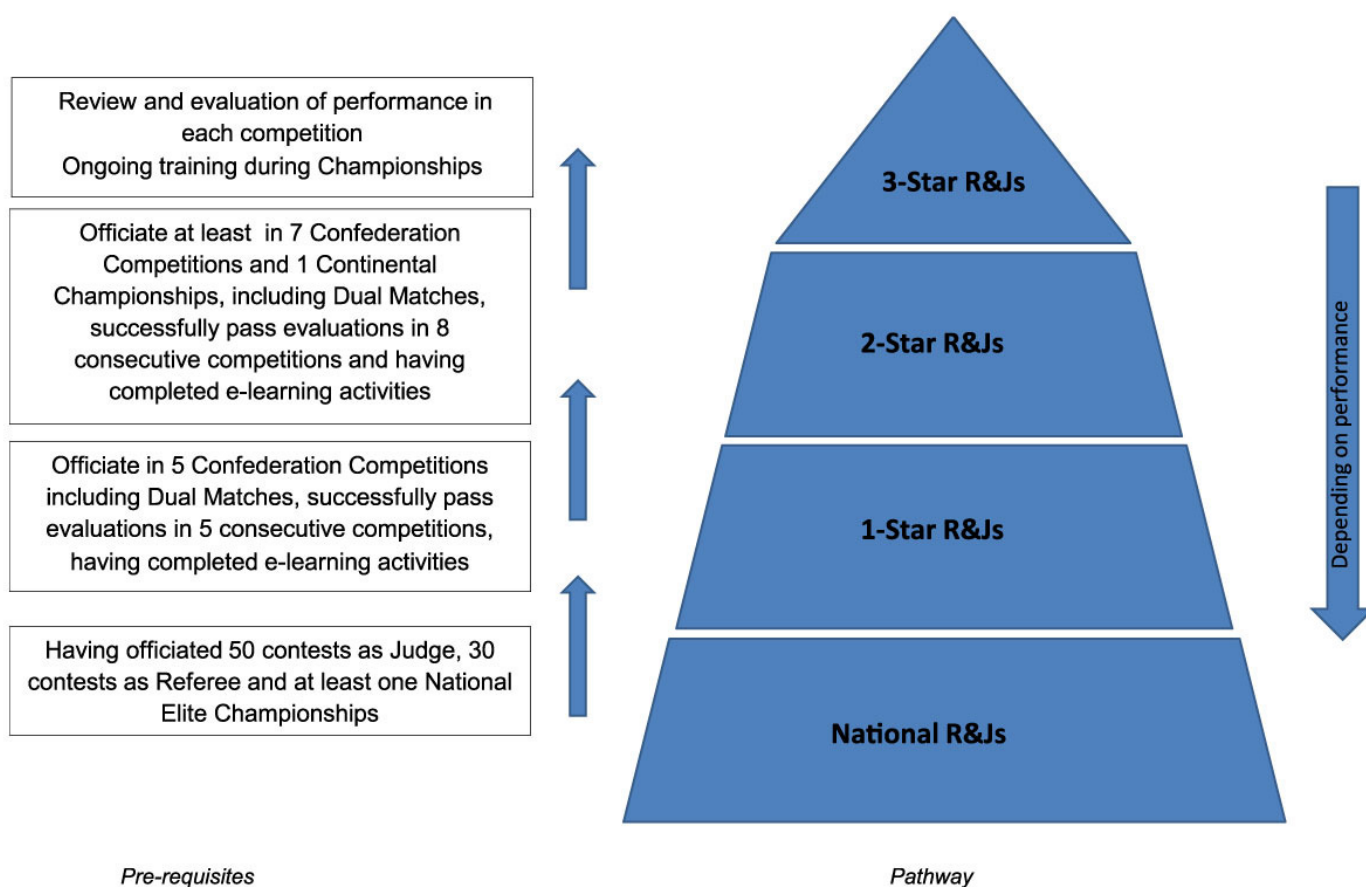 Review and evaluation of performance in
each competition
Ongoing training during Championships
Officiate at least in 7 Confederation
Competitions and 1 Continental
Championships, including Dual Matches,
successfully pass evaluations in 8
consecutive competitions and having
completed e-learning activities
Officiate in 5 Confederation Competitions
including Dual Matches, successfully pass
evaluations in 5 consecutive competitions,
having completed e-learning activities
Having officiated 50 contests as Judge, 30
contests as Referee and at least one National
Elite Championships
Pre-requisites
3-Star R&Js
2-Star R&Js
1-Star R&Js
National R&Js
Pathway
Depending on performance